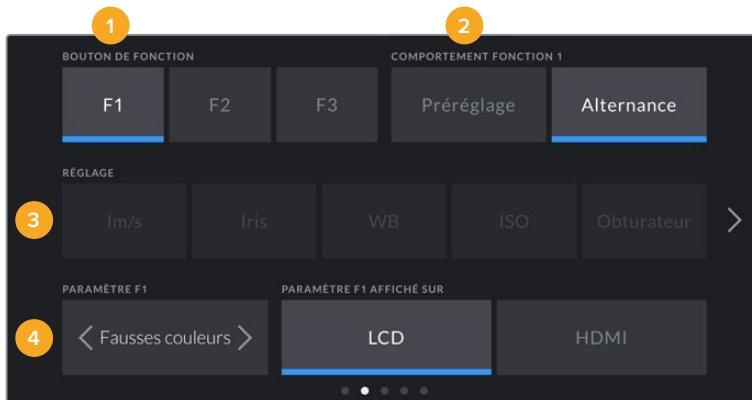 1 2
BOUTON DE FONCTION COMPORTEMENT FONCTION 1
F1 F2 F3 Préréglage Alternance
RÉGLAGE
3 Im/s Iris WB ISO Obturateur
PARAMÈTRE F1 PARAMÈTRE F1 AFFICHÉ SUR
4 Fausses couleurs LCD HDMI